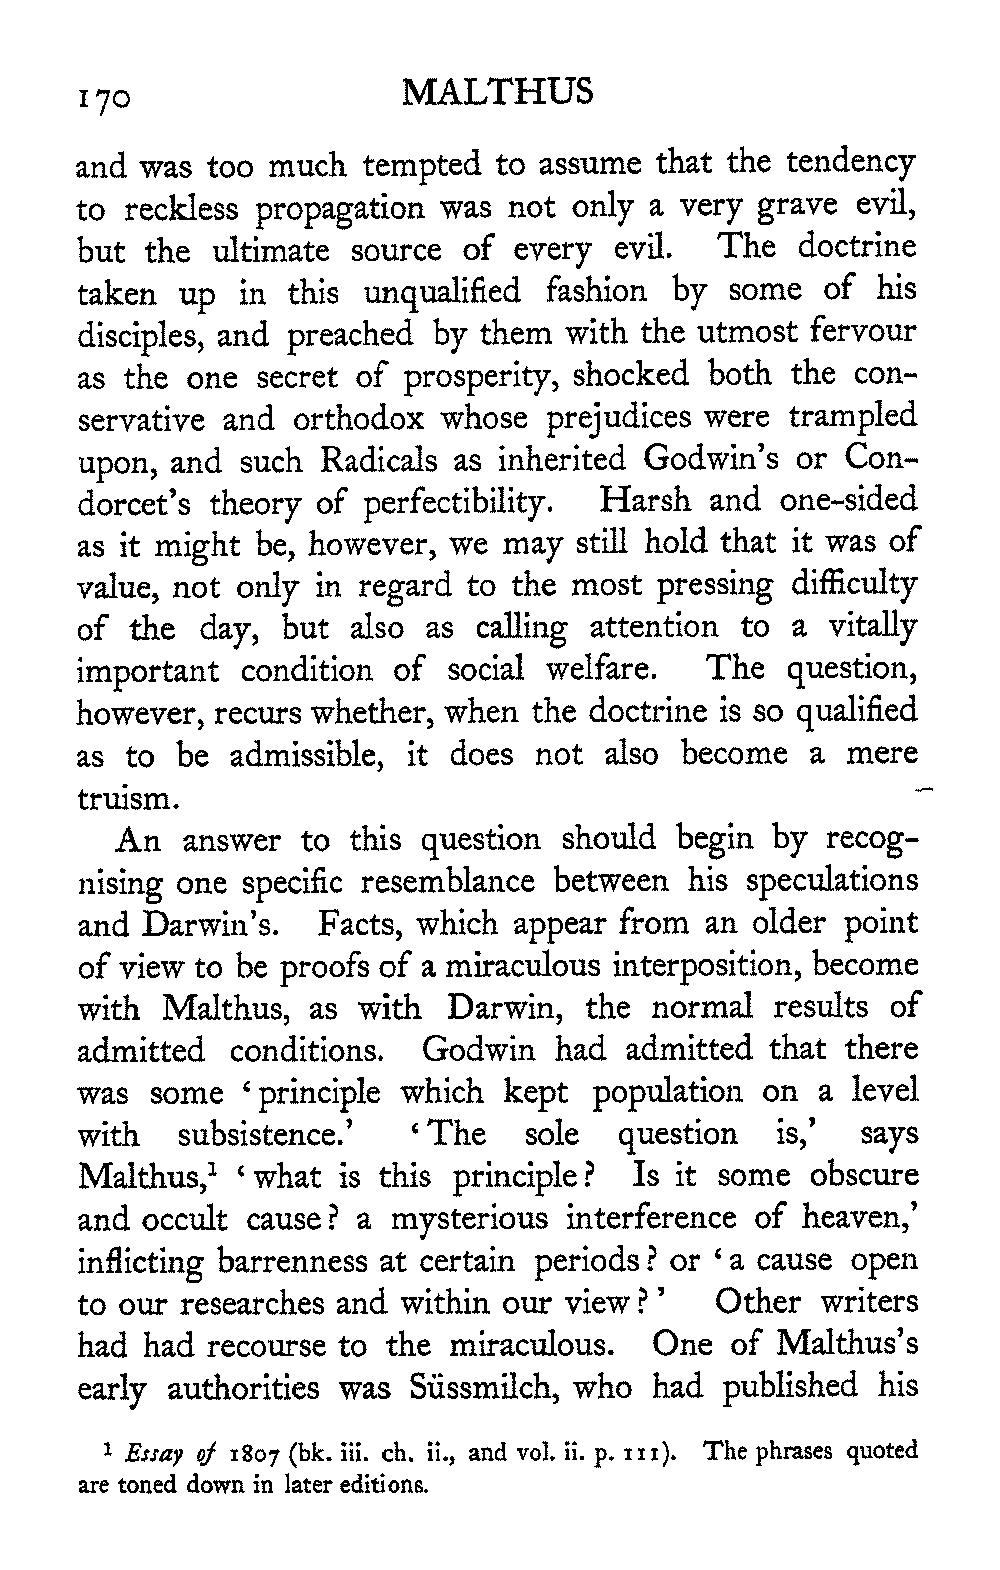 170 MALTHUS
and was too much tempted to assume that the tendency
to reckless propagation was not only a very grave evil,
but the ultimate source of every evil. The doctrine
taken up in this unqualified fashion by some of his
disciples, and preached by them with the utmost fervour
as the one secret of prosperity, shocked both the con-
servative and orthodox whose prejudices were trampled
upon, and such Radicals as inherited Godwin's or Con-
dorcet's theory of perfectibility. Harsh and one-sided
as it might be, however, we may still hold that it was of
value, not only in regard to the most pressing difficulty
of the day, but also as calling attention to a vitally
important condition of social welfare. The question,
however, recurs whether, when the doctrine is so qualified
as to be admissible, it does not also become a mere
truism.
An answer to this question should begin by recog-
nising one specific resemblance between his speculations
and Darwin's. Facts, which appear from an older point
of view to be proofs of a miraculous interposition, become
with Malthus, as with Darwin, the normal results of
admitted conditions. Godwin had admitted that there
was some ‘principle which kept population on a level
with subsistence.’ ‘The sole question is,’ says
Malthus,¹ ‘what is this principle? Is it some obscure
and occult cause? a mysterious interference of heaven,’
inflicting barrenness at certain periods? or ‘a cause open
to our researches and within our view?’ Other writers
had had recourse to the miraculous. One of Malthus's
early authorities was Süssmilch, who had published his
¹ Essay of 1807 (bk. iii. ch. ii., and vol. ii. p. 111). The phrases quoted
are toned down in later editions.